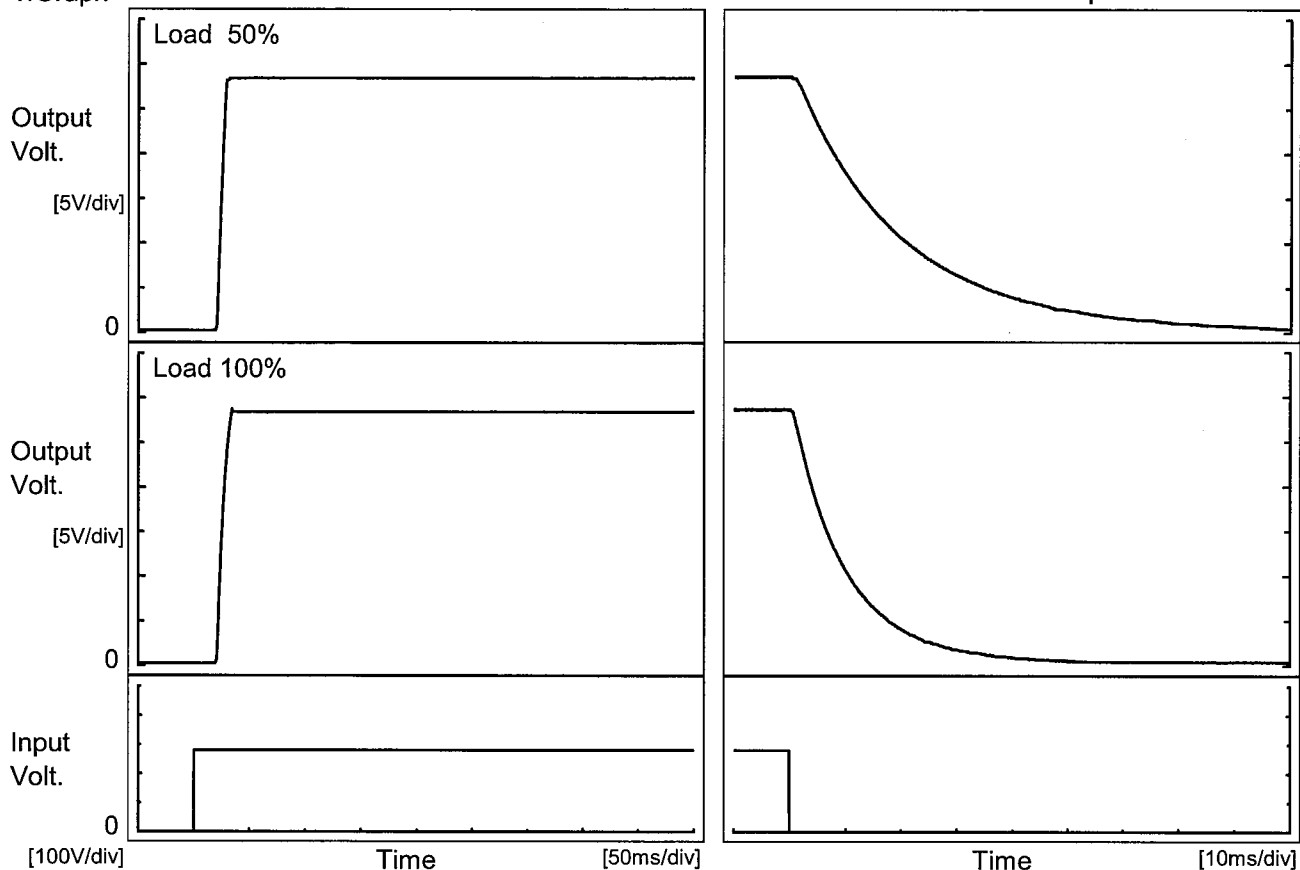 Load 50%
Output
Volt.
[5V/div]
0
Load 100%
Output
Volt.
[5V/div]
0
Input
Volt.
0
[100V/div]
Time
[50ms/div]
Time
[10ms/div]